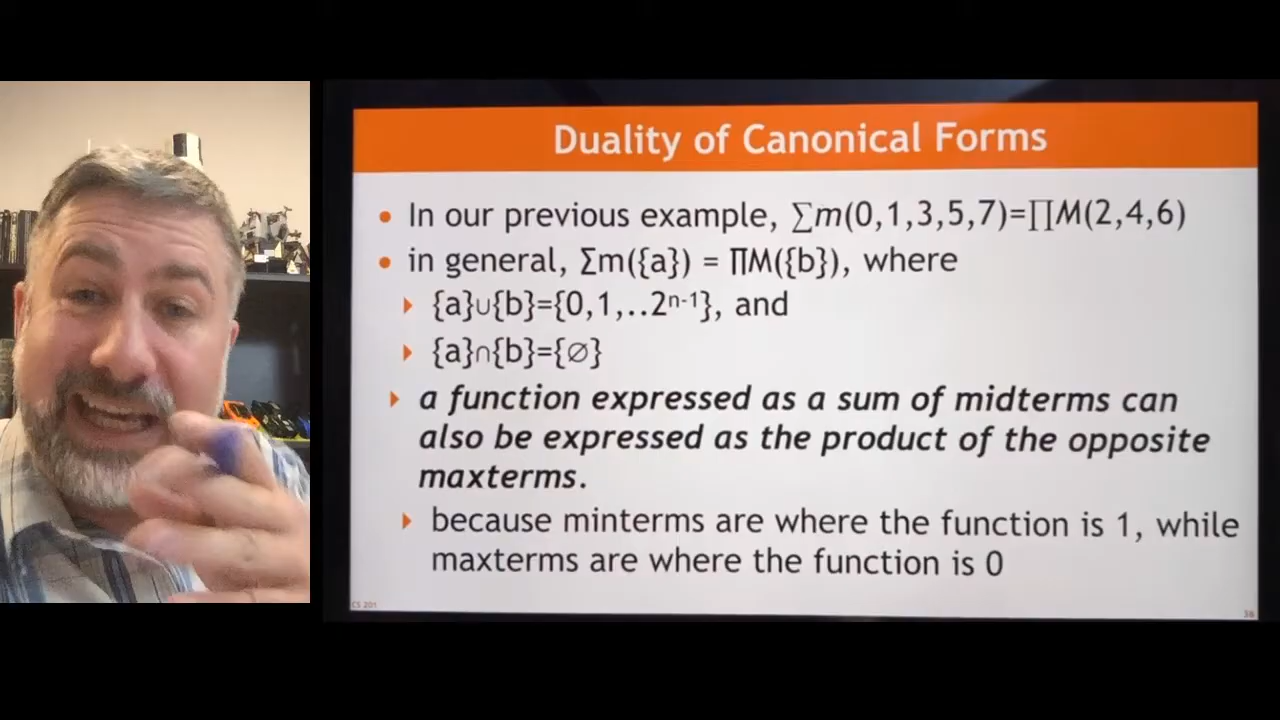 Duality of Canonical Forms
• In our previous example, ∑m(0,1,3,5,7)=∏M(2,4,6)
• in general, Σm({a}) = ΠM({b}), where
{a}∪{b}={0,1,..2ⁿ⁻¹}, and
{a}∩{b}={∅}
a function expressed as a sum of midterms can
also be expressed as the product of the opposite
maxterms.
because minterms are where the function is 1, while
maxterms are where the function is 0
CS 201
36